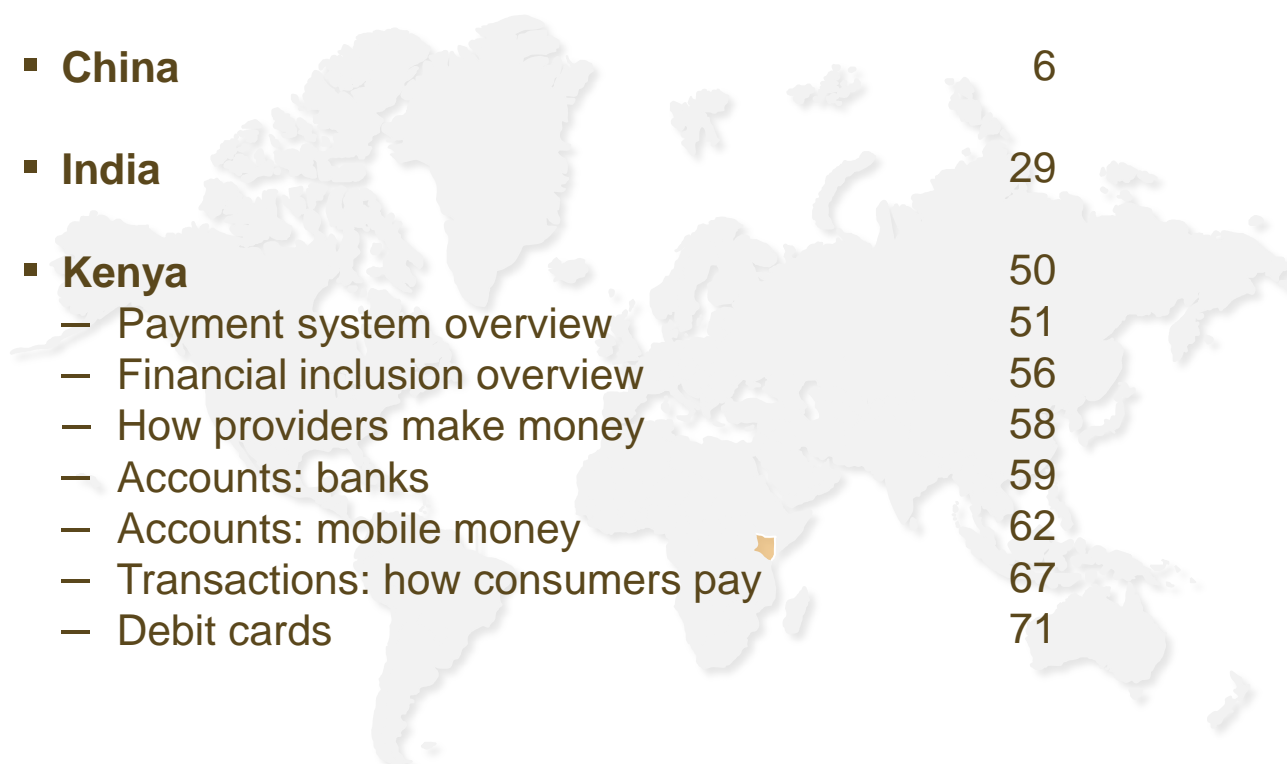 ▪ China 6
▪ India 29
▪ Kenya 50
– Payment system overview 51
– Financial inclusion overview 56
– How providers make money 58
– Accounts: banks 59
– Accounts: mobile money 62
– Transactions: how consumers pay 67
– Debit cards 71